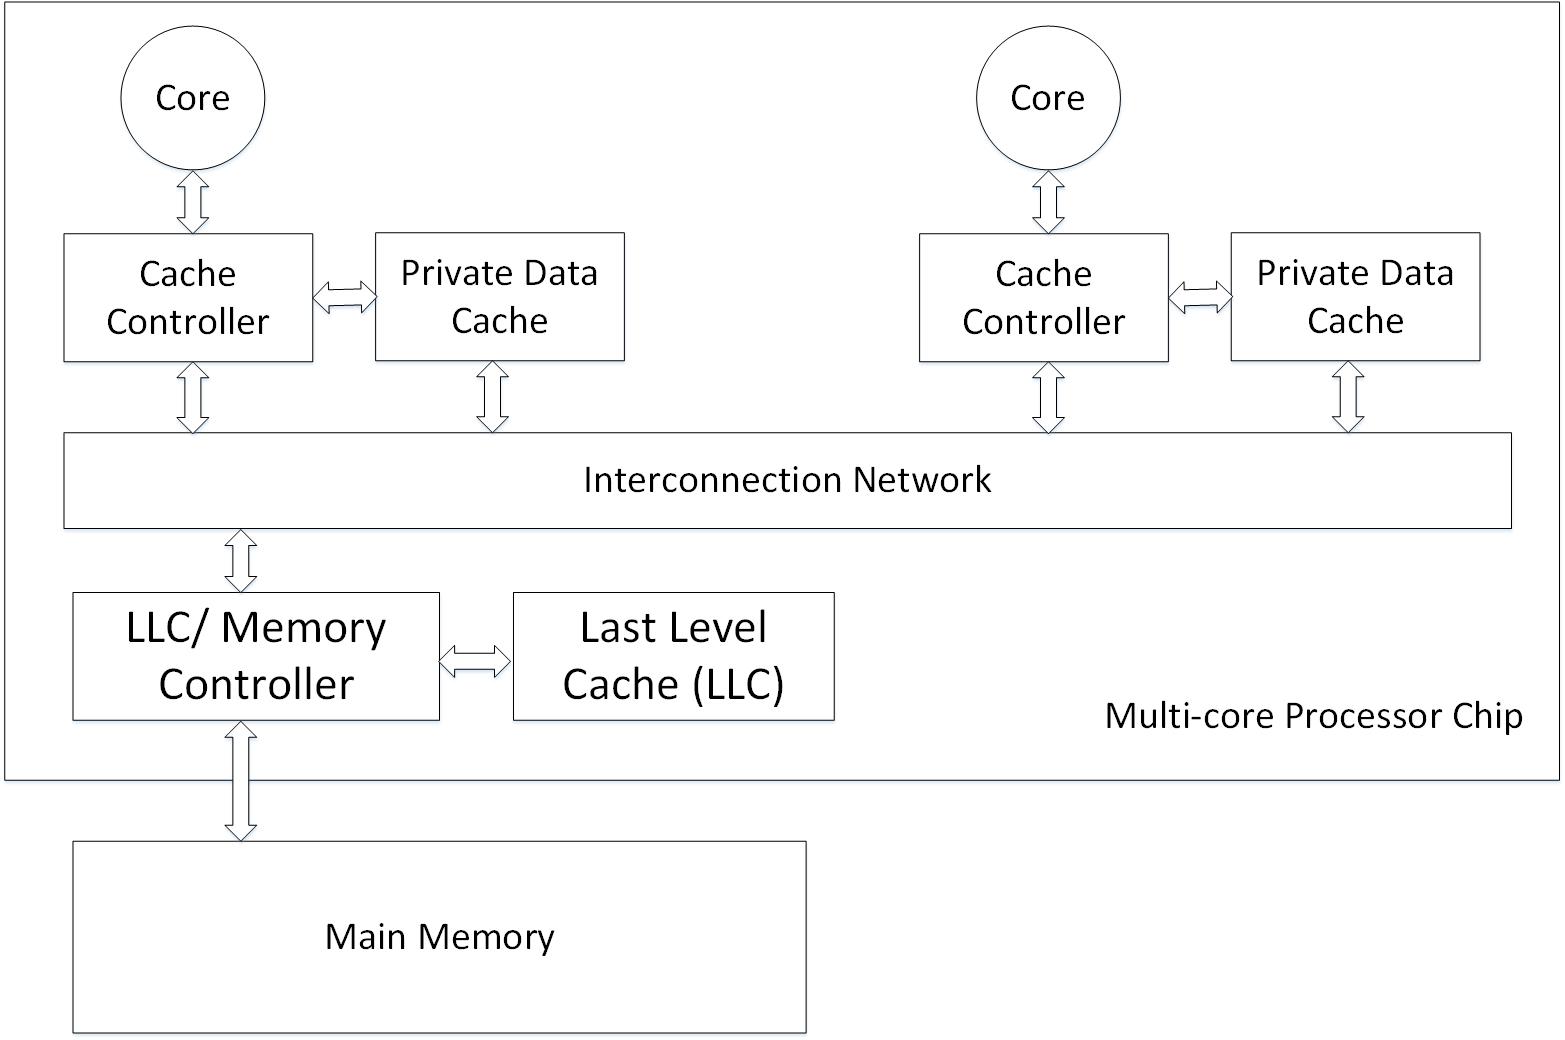 Core
Core
Cache
Controller
Private Data
Cache
Cache
Controller
Private Data
Cache
Interconnection Network
LLC/ Memory
Controller
Last Level
Cache (LLC)
Multi-core Processor Chip
Main Memory